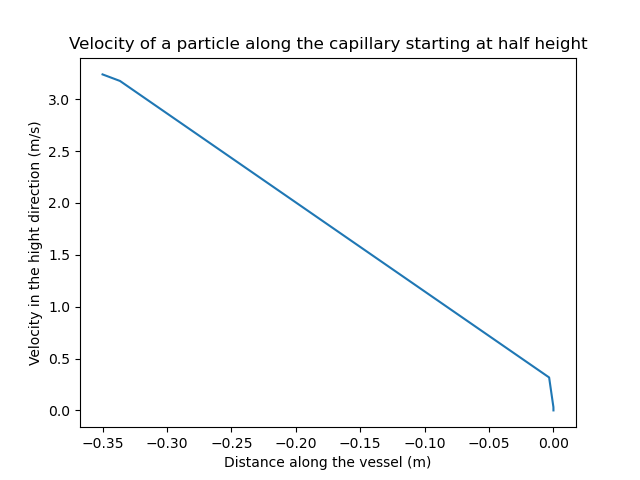 Velocity of a particle along the capillary starting at half height
Velocity in the hight direction (m/s)
3.0
2.5
2.0
1.5
1.0
0.5
0.0
−0.35 −0.30 −0.25 −0.20 −0.15 −0.10 −0.05 0.00
Distance along the vessel (m)